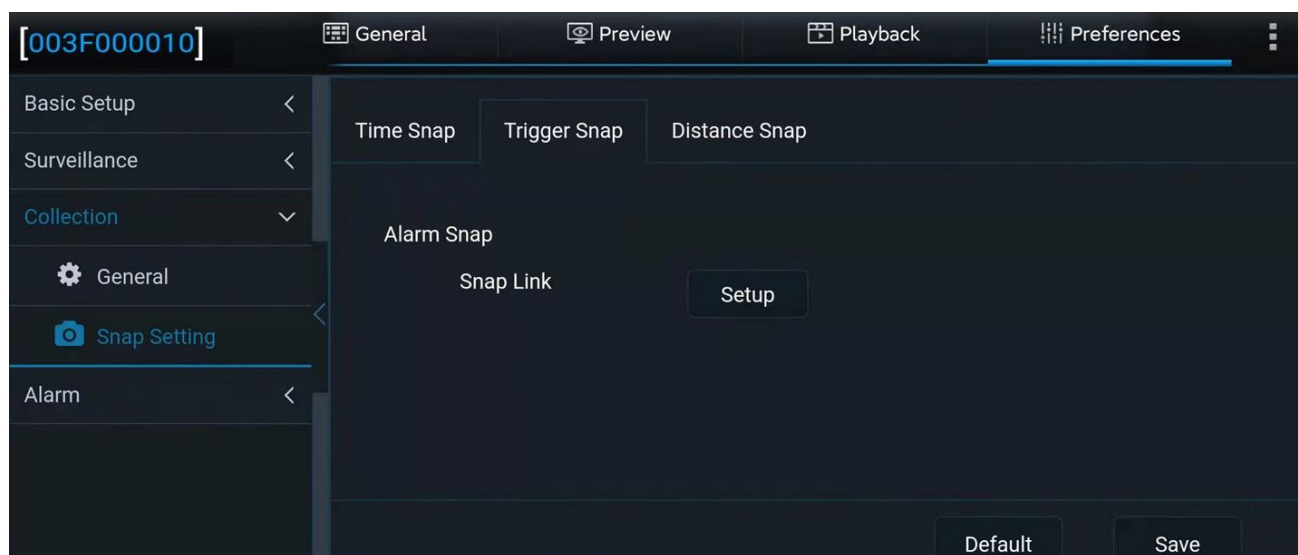 [003F000010]
General
Preview
Playback
Preferences
Basic Setup
Surveillance
Collection
General
Snap Setting
Alarm
Time Snap
Trigger Snap
Distance Snap
Alarm Snap
Snap Link
Setup
Default
Save